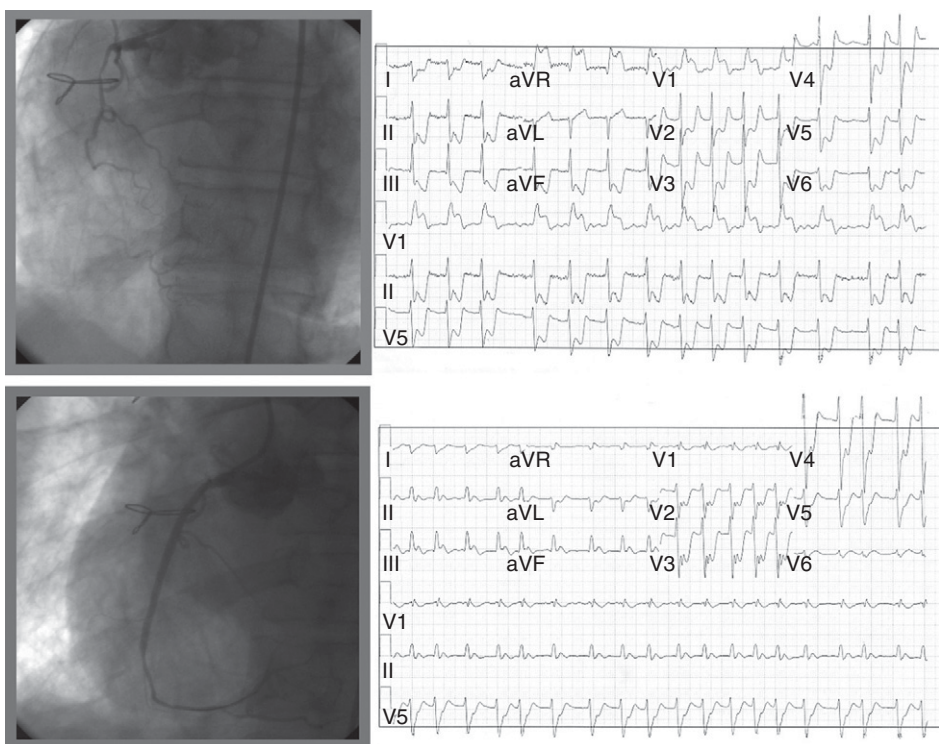 I aVR V1 V4
II aVL V2 V5
III aVF V3 V6
V1
II
V5
I aVR V1 V4
II aVL V2 V5
III aVF V3 V6
V1
II
V5